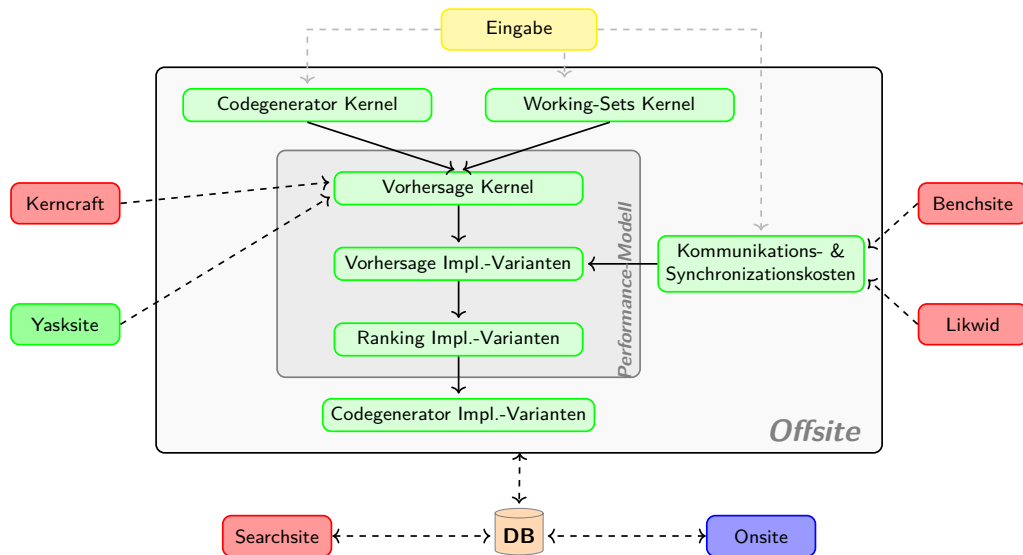 Eingabe
Codegenerator Kernel
Working-Sets Kernel
Vorhersage Kernel
Kerncraft
Benchsite
Performance-Modell
Kommunikations- &
Synchronizationskosten
Vorhersage Impl.-Varianten
Yasksite
Ranking Impl.-Varianten
Likwid
Codegenerator Impl.-Varianten
Offsite
Searchsite
DB
Onsite